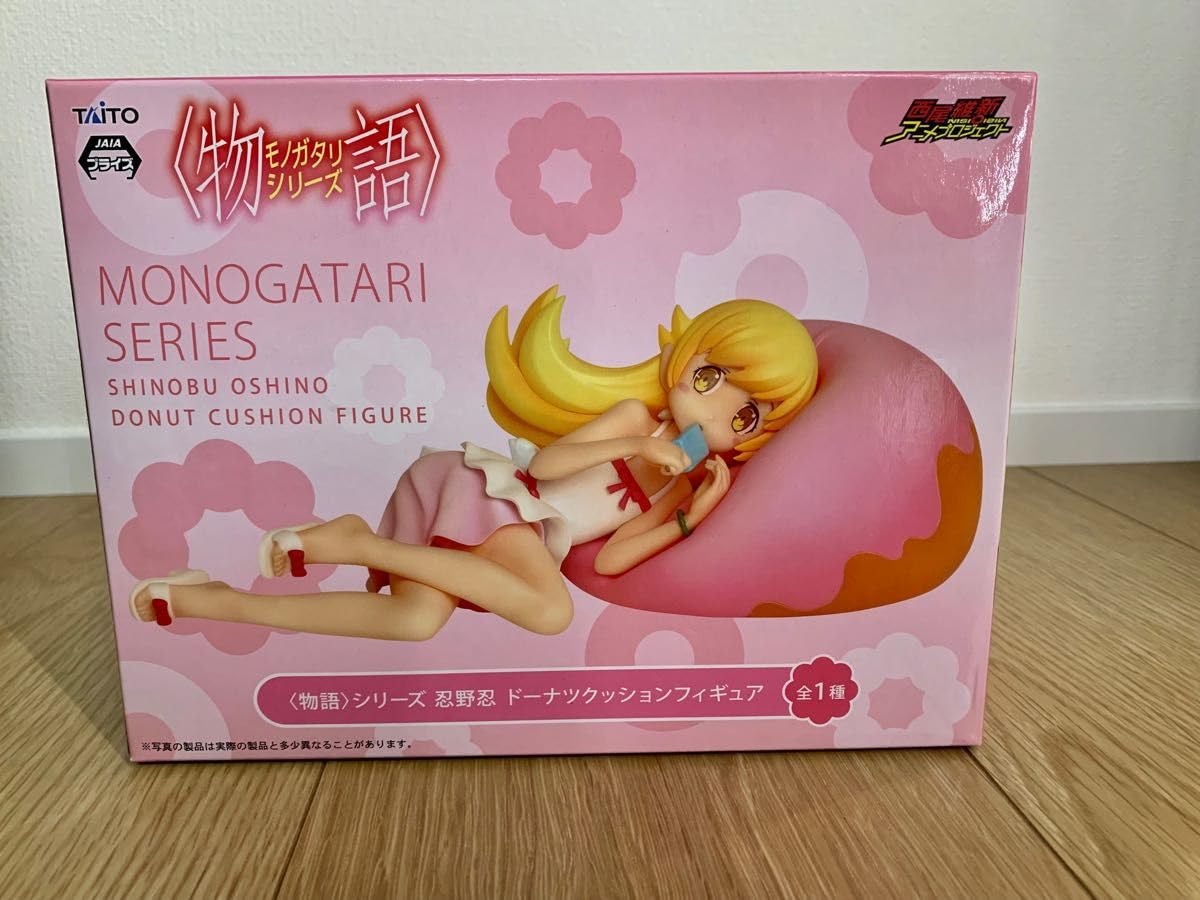 TAITO
JAIA
プライズ
〈物語〉
モノガタリ
シリーズ
西尾維新
NISIOISIN
アニメプロジェクト
MONOGATARI
SERIES
SHINOBU OSHINO
DONUT CUSHION FIGURE
〈物語〉シリーズ 忍野忍 ドーナツクッションフィギュア
全1種
※写真の製品は実際の製品と多少異なることがあります。